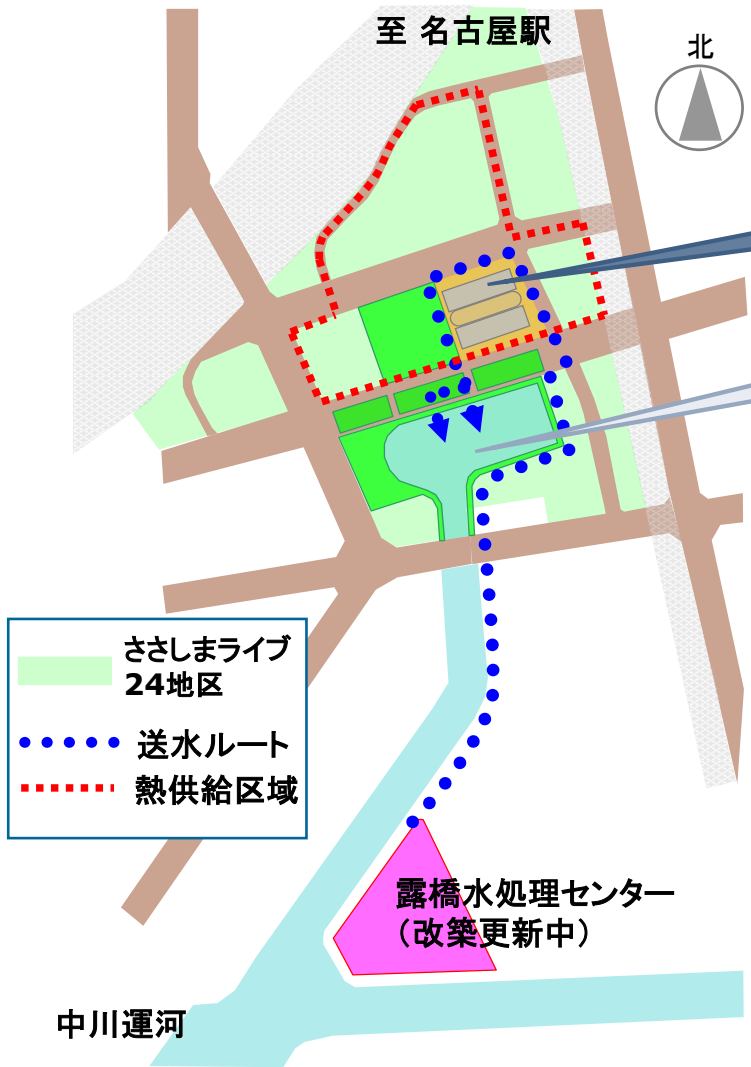 至 名古屋駅
北
ささしまライブ
24地区
送水ルート
熱供給区域
露橋水処理センター
（改築更新中）
中川運河